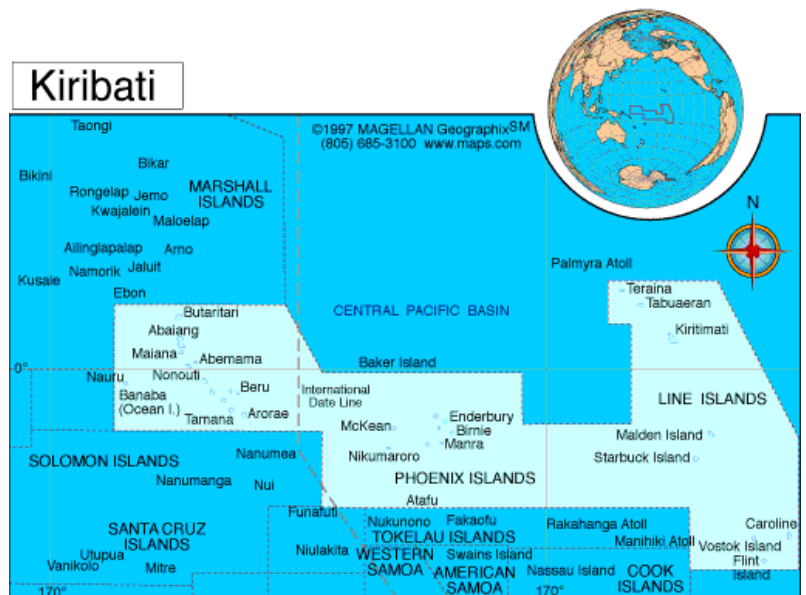 Kiribati
©1997 MAGELLAN Geographix SM
(805) 685-3100 www.maps.com
N
Taongi
Bikar
Bikini
Rongelap Jemo
Kwajalein
Maloelap
MARSHALL
ISLANDS
Ailinglapalap
Arno
Namorik
Jaluit
Kusaie
Ebon
Palmyra Atoll
Teraina
Tabuaeran
Kiritimati
CENTRAL PACIFIC BASIN
Butaritari
Abaiang
Maiana
Abemama
0°
Baker Island
Nauru
Nonouti
Beru
Banaba
(Ocean I.)
Tamana
Arorae
International
Date Line
LINE ISLANDS
McKean
Enderbury
Birnie
Manra
Nikumaroro
Malden Island
Starbuck Island
PHOENIX ISLANDS
SOLOMON ISLANDS
Nanumea
Nanumanga
Nui
Atafu
Funafuti
Nukunono
Fakaofu
TOKELAU ISLANDS
Rakahanga Atoll
Manihiki Atoll
Caroline
Vostok Island
Flint
Island
SANTA CRUZ
ISLANDS
Utupua
Vanikolo
Mitre
Niulakita
WESTERN
SAMOA
Swains Island
AMERICAN
SAMOA
Nassau Island
COOK
ISLANDS
170°
170°